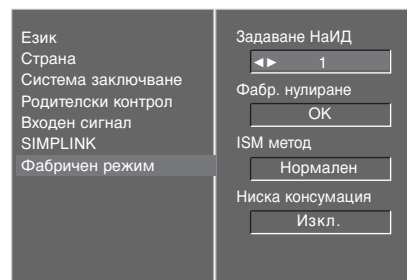 Език
Страна
Система заключване
Родителски контрол
Входен сигнал
SIMPLINK
Фабричен режим
Задаване НаИД
◄► 1
Фабр. нулиране
OK
ISM метод
Нормален
Ниска консумация
Изкл.